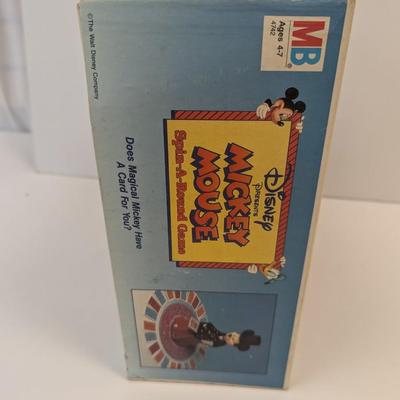 MB
®
Ages 4-7
4742
Disney
PRESENTS
MICKEY
MOUSE
Spin-A-Round Game
Does Magical Mickey Have
A Card For You?
©The Walt Disney Company